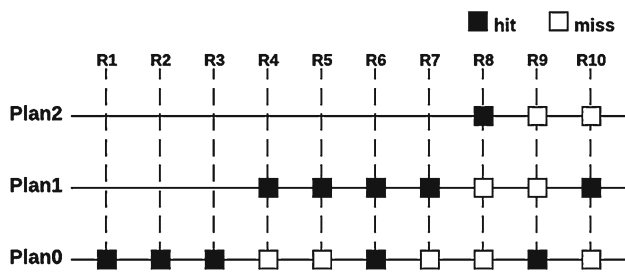 hit miss
R1 R2 R3 R4 R5 R6 R7 R8 R9 R10
Plan2
Plan1
Plan0